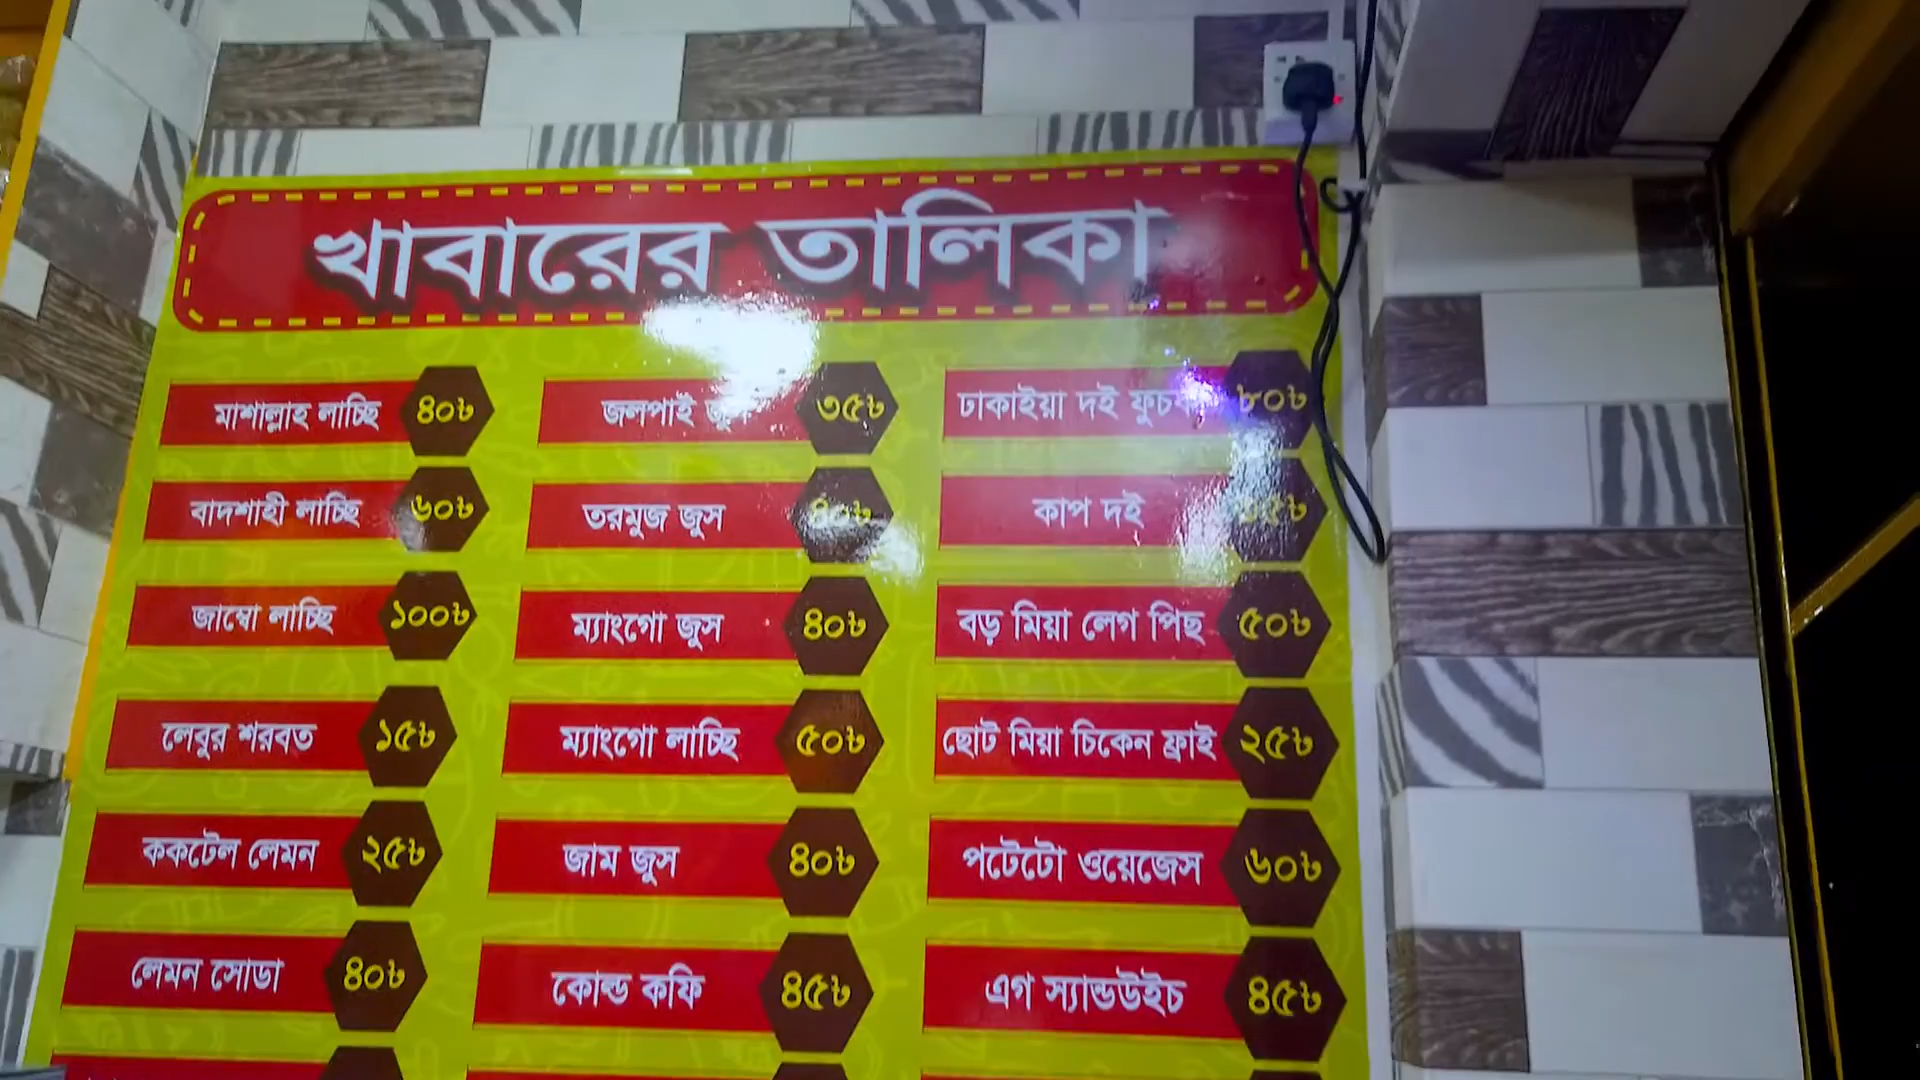 খাবারের তালিকা
মাশাল্লাহ লাচ্ছি ৪০৳
বাদশাহী লাচ্ছি ৬০৳
জাম্বো লাচ্ছি ১০০৳
লেবুর শরবত ১৫৳
ককটেল লেমন ২৫৳
লেমন সোডা ৪০৳
জলপাই ৩৫৳
তরমুজ জুস ৪০৳
ম্যাংগো জুস ৪০৳
ম্যাংগো লাচ্ছি ৫০৳
জাম জুস ৪০৳
কোল্ড কফি ৪৫৳
ঢাকাইয়া দই ৮০৳
কাপ দই
বড় মিয়া লেগ পিছ ৫০৳
ছোট মিয়া চিকেন ফ্রাই ২৫৳
পটেটো ওয়েজেস ৬০৳
এগ স্যান্ডউইচ ৪৫৳